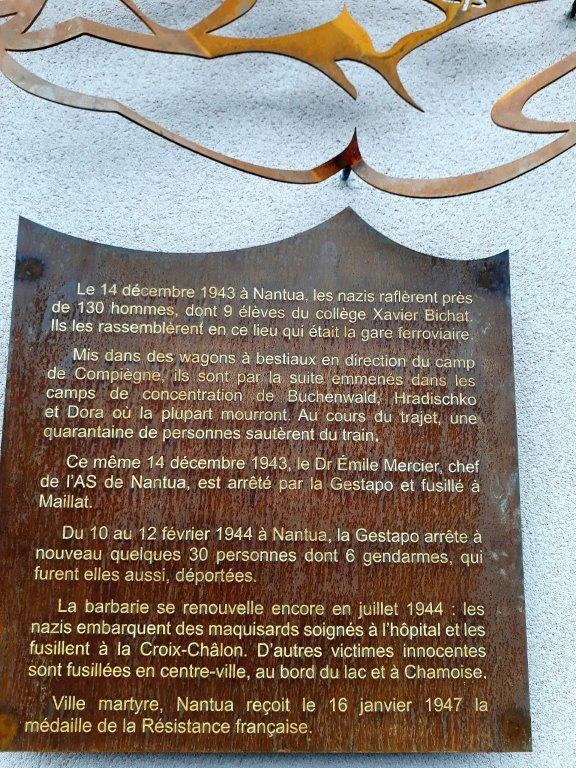 Le 14 décembre 1943 à Nantua, les nazis raflèrent près
de 130 hommes, dont 9 élèves du collège Xavier Bichat.
Ils les rassemblèrent en ce lieu qui était la gare ferroviaire.
Mis dans des wagons à bestiaux en direction du camp
de Compiègne, ils sont par la suite emmenés dans les
camps de concentration de Buchenwald, Hradischko
et Dora où la plupart mourront. Au cours du trajet, une
quarantaine de personnes sautèrent du train.
Ce même 14 décembre 1943, le Dr Émile Mercier, chef
de l'AS de Nantua, est arrêté par la Gestapo et fusillé à
Maillat.
Du 10 au 12 février 1944 à Nantua, la Gestapo arrête à
nouveau quelques 30 personnes dont 6 gendarmes, qui
furent elles aussi, déportées.
La barbarie se renouvelle encore en juillet 1944 : les
nazis embarquent des maquisards soignés à l'hôpital et les
fusillent à la Croix-Châlon. D'autres victimes innocentes
sont fusillées en centre-ville, au bord du lac et à Chamoise.
Ville martyre, Nantua reçoit le 16 janvier 1947 la
médaille de la Résistance française.